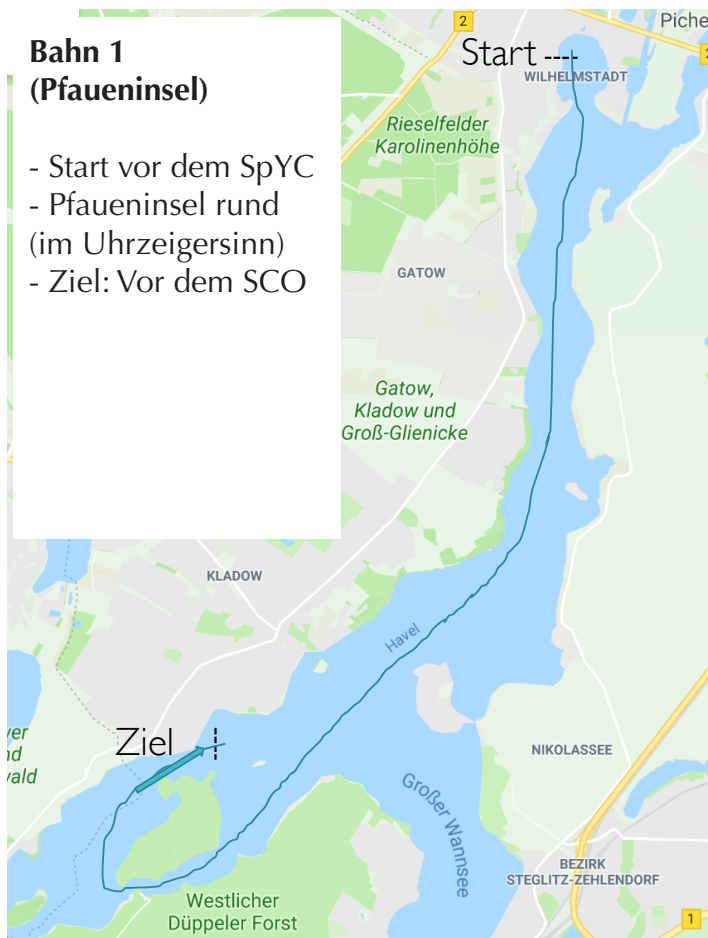 Bahn 1
(Pfaueninsel)
- Start vor dem SpYC
- Pfaueninsel rund
(im Uhrzeigersinn)
- Ziel: Vor dem SCO
2
Piche
Start
WILHELMSTADT
Rieselfelder
Karolinenhöhe
GATOW
Gatow,
Kladow und
Groß-Glienicke
KLADOW
Havel
Ziel
NIKOLASSEE
Großer Wannsee
BEZIRK
STEGLITZ-ZEHLENDORF
Westlicher
Düppeler Forst
1